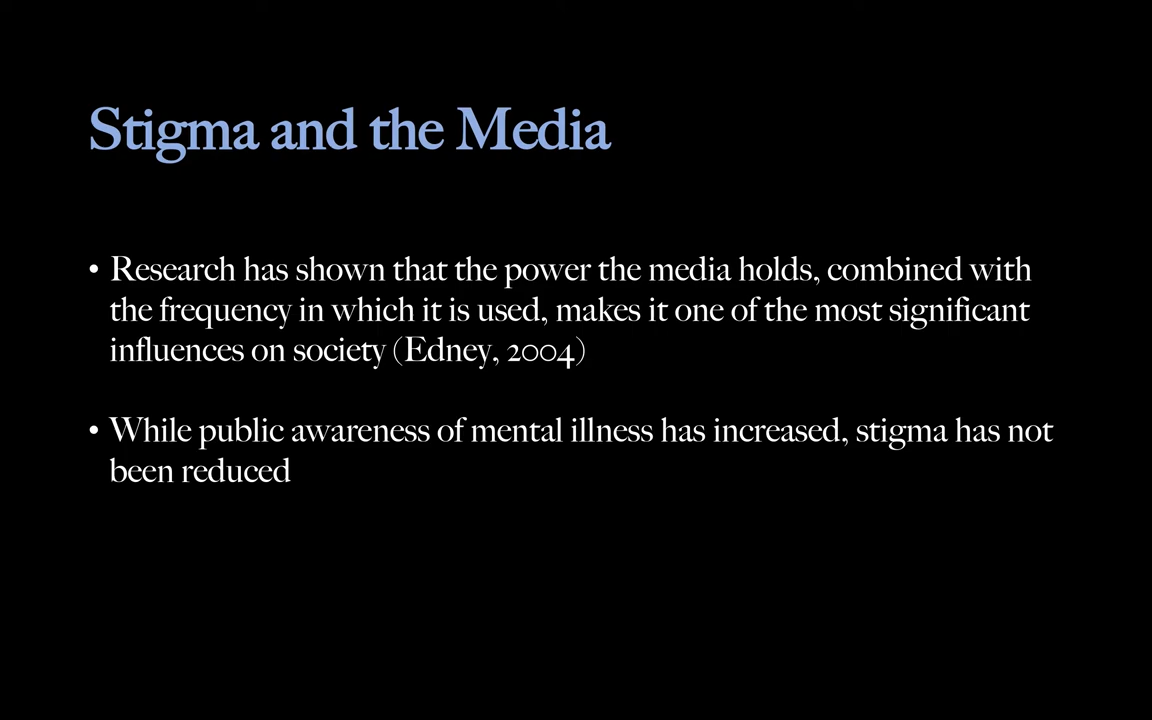 Stigma and the Media
• Research has shown that the power the media holds, combined with
the frequency in which it is used, makes it one of the most significant
influences on society (Edney, 2004)
• While public awareness of mental illness has increased, stigma has not
been reduced